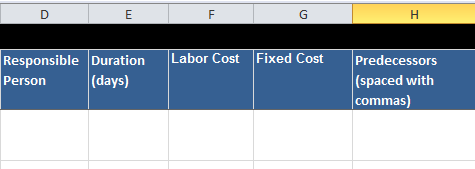 D E F G H
Responsible Duration Labor Cost Fixed Cost Predecessors
Person (days) (spaced with
commas)